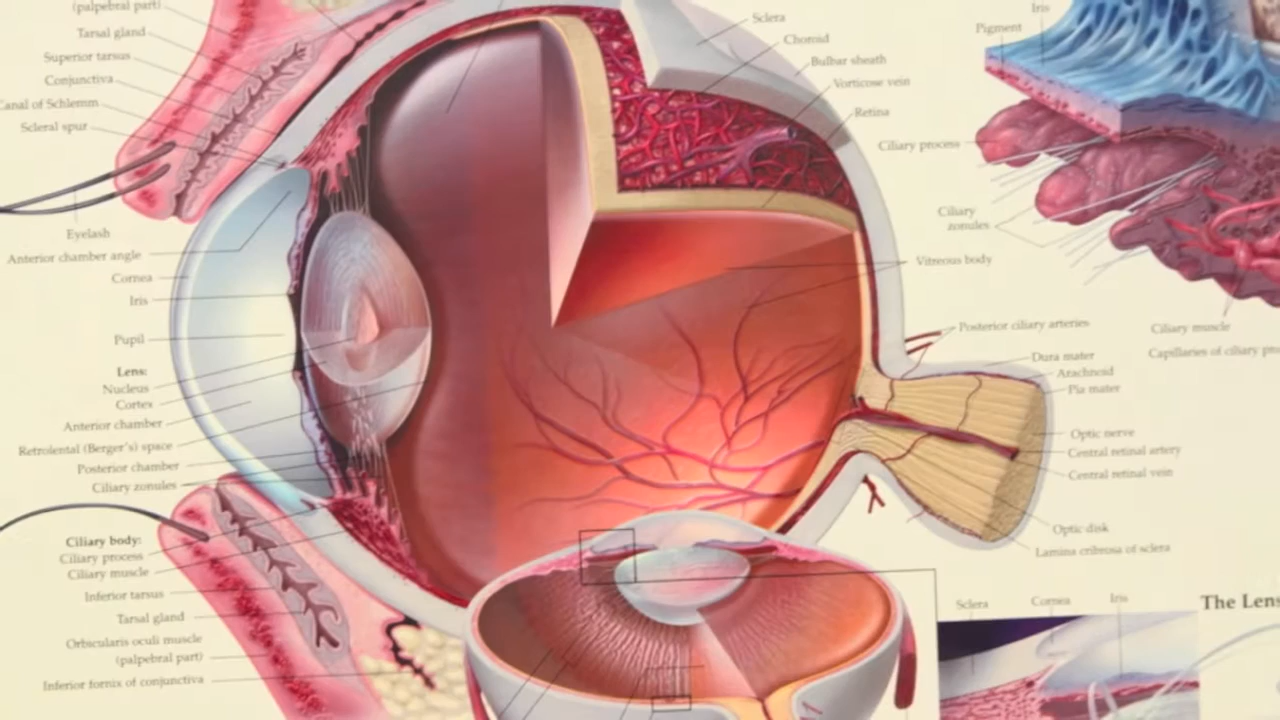 (palpebral part)
Tarsal gland
Superior tarsus
Conjunctiva
Canal of Schlemm
Scleral spur
Eyelash
Anterior chamber angle
Cornea
Iris
Pupil
Lens:
Nucleus
Cortex
Anterior chamber
Retrolental (Berger's) space
Posterior chamber
Ciliary zonules
Ciliary body:
Ciliary process
Ciliary muscle
Inferior tarsus
Tarsal gland
Orbicularis oculi muscle
(palpebral part)
Inferior fornix of conjunctiva
Sclera
Choroid
Bulbar sheath
Vorticose vein
Retina
Vitreous body
Posterior ciliary arteries
Dura mater
Arachnoid
Pia mater
Optic nerve
Central retinal artery
Central retinal vein
Optic disk
Lamina cribrosa of sclera
Iris
Pigment
Ciliary process
Ciliary
zonules
Ciliary muscle
Capillaries of ciliary
Sclera
Cornea
Iris
The Lens